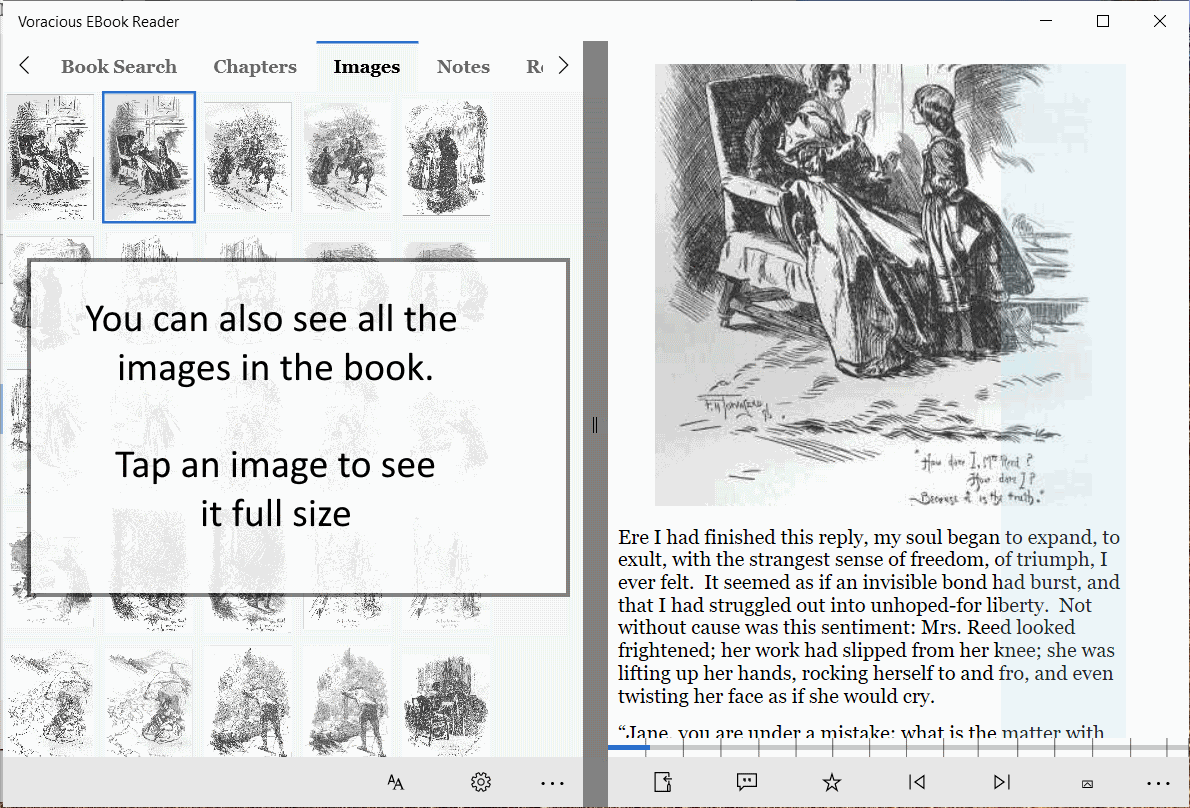 Voracious EBook Reader
Book Search Chapters Images Notes
You can also see all the
images in the book.
Tap an image to see
it full size
AA
"How dare I, Mrs Reed?
How dare I?
Because it is the truth."
Ere I had finished this reply, my soul began to expand, to
exult, with the strangest sense of freedom, of triumph, I
ever felt. It seemed as if an invisible bond had burst, and
that I had struggled out into unhoped-for liberty. Not
without cause was this sentiment: Mrs. Reed looked
frightened; her work had slipped from her knee; she was
lifting up her hands, rocking herself to and fro, and even
twisting her face as if she would cry.
“Jane, you are under a mistake: what is the matter with